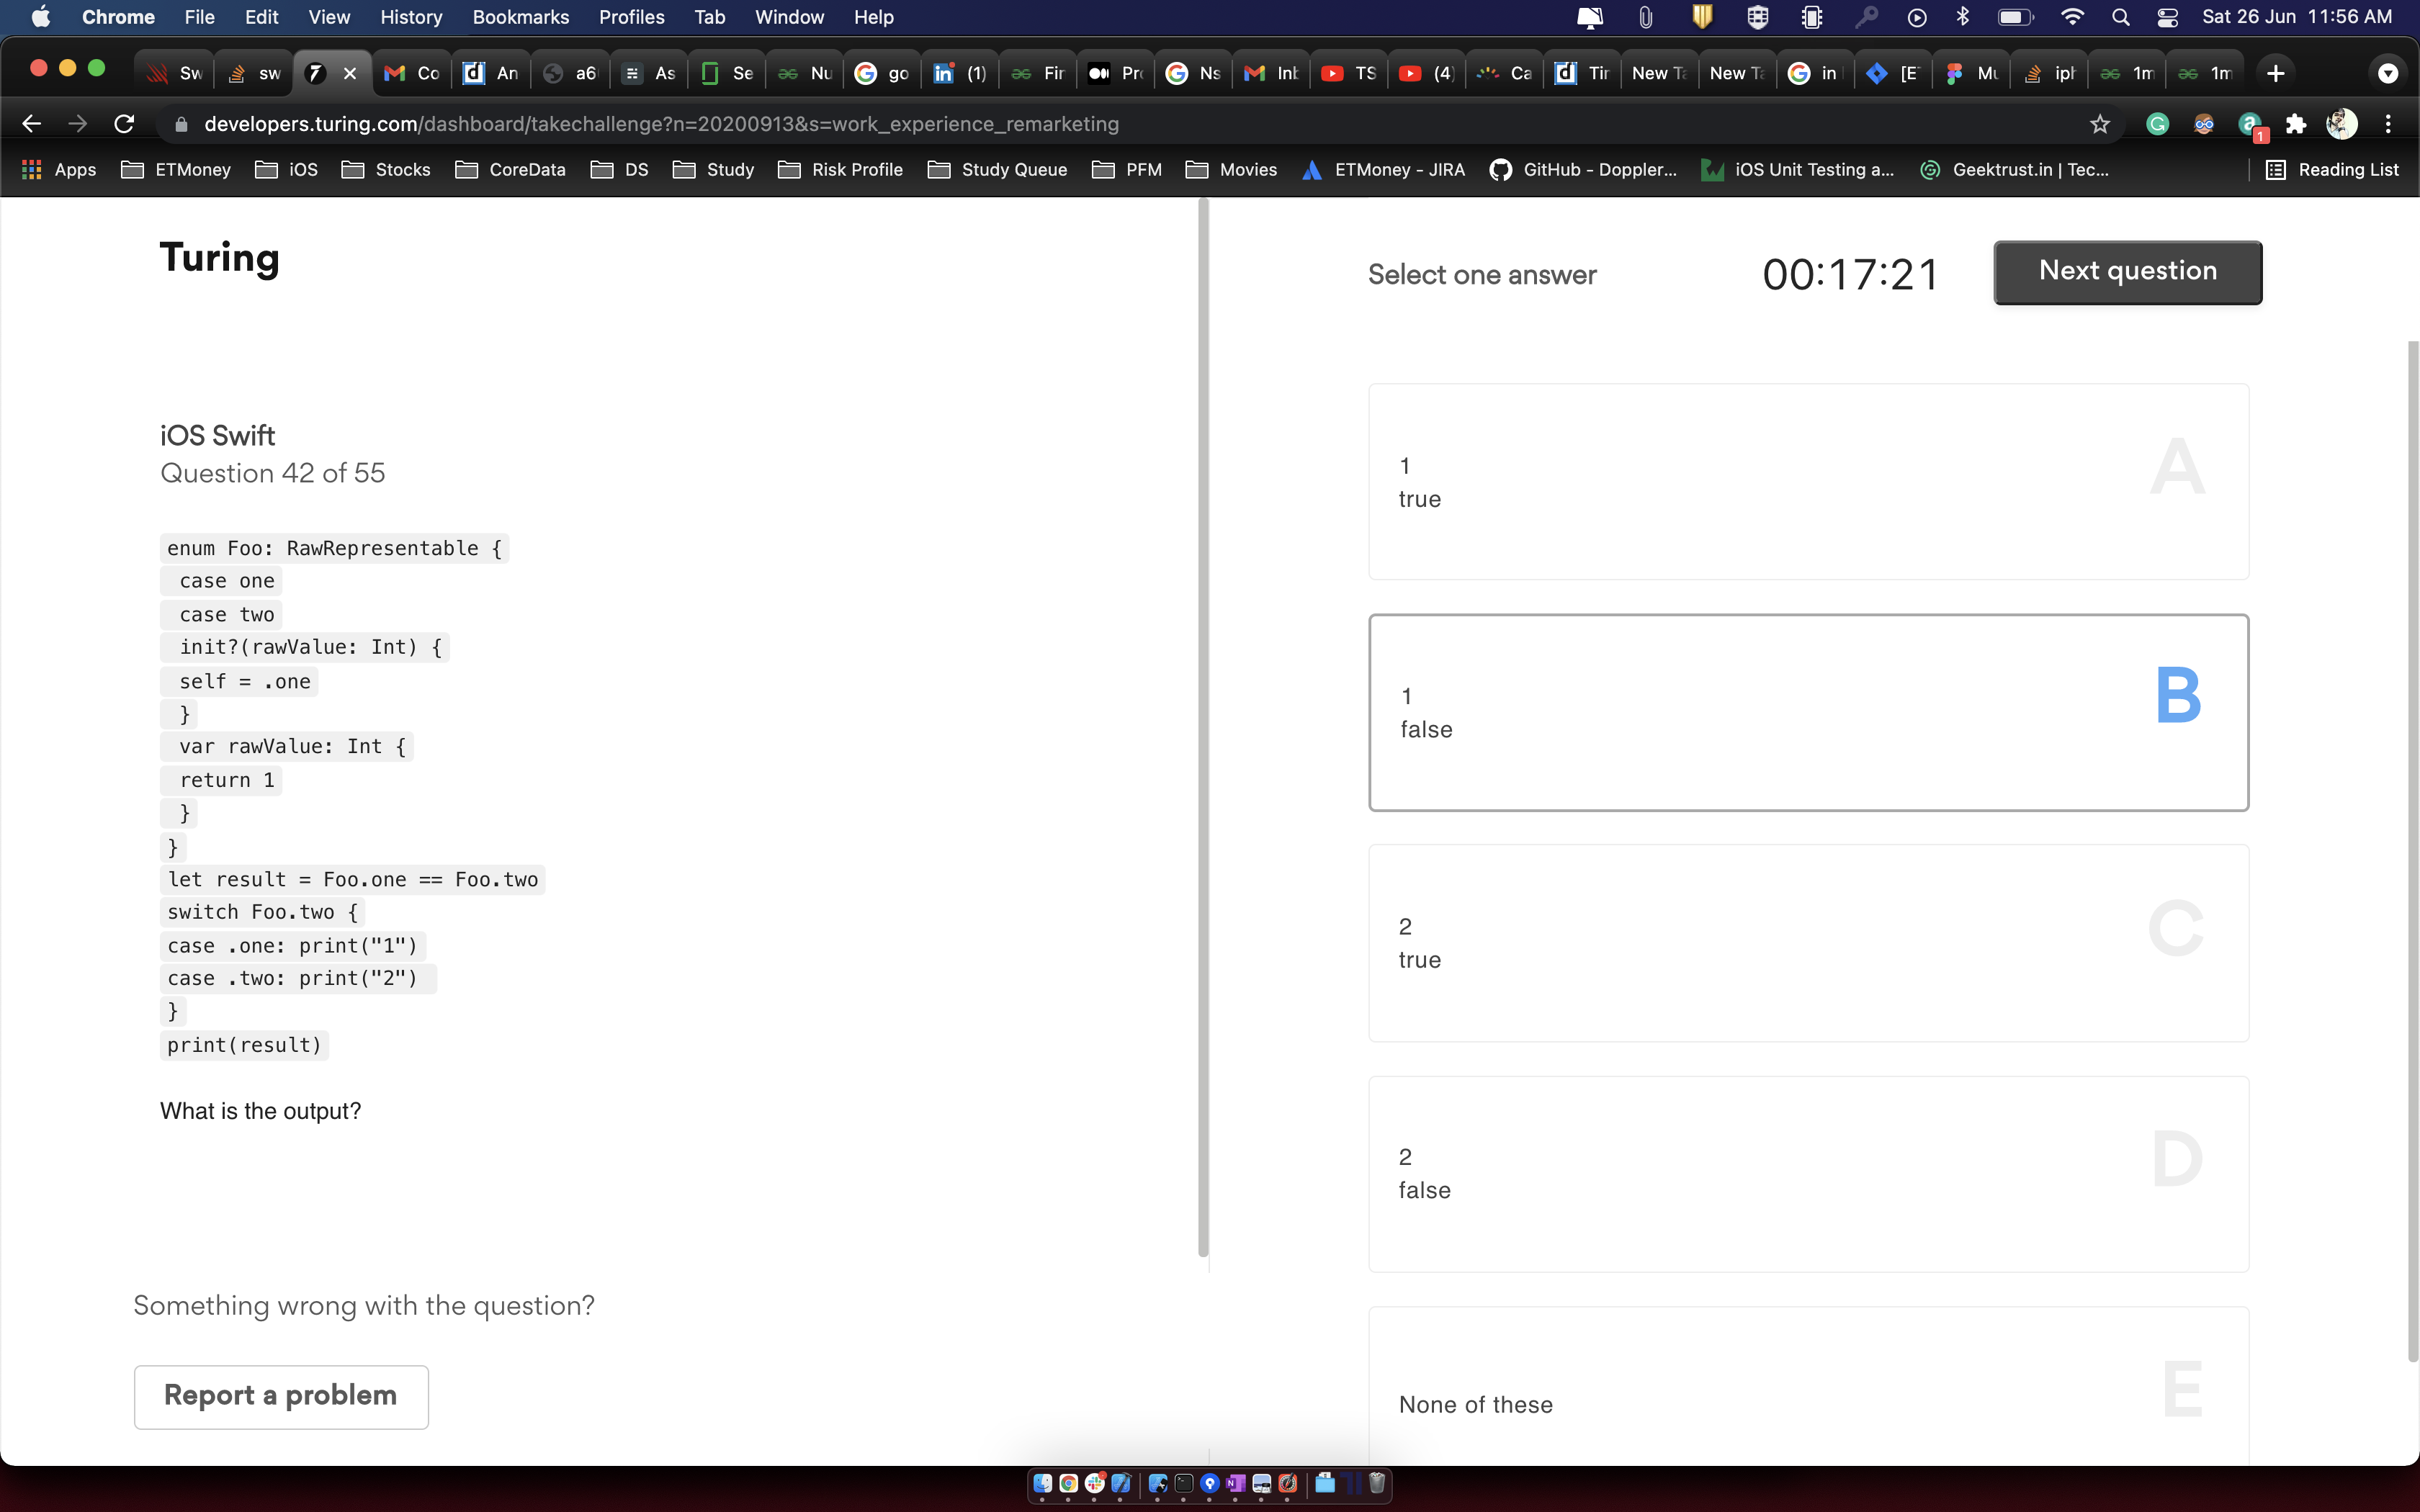 Chrome File Edit View History Bookmarks Profiles Tab Window Help Sat 26 Jun 11:56 AM
Sw sw Co An a6 As Se Nu go (1) Fir Pro Ns Inb TS (4) Ca Tin New Ta New Ta in [E Mu iph 1m 1m
developers.turing.com/dashboard/takechallenge?n=20200913&s=work_experience_remarketing 1
Apps ETMoney iOS Stocks CoreData DS Study Risk Profile Study Queue PFM Movies ETMoney - JIRA GitHub - Doppler... iOS Unit Testing a... Geektrust.in | Tec... Reading List
Turing
iOS Swift
Question 42 of 55
enum Foo: RawRepresentable {
case one
case two
init?(rawValue: Int) {
self = .one
}
var rawValue: Int {
return 1
}
}
let result = Foo.one == Foo.two
switch Foo.two {
case .one: print("1")
case .two: print("2")
}
print(result)
What is the output?
Something wrong with the question?
Report a problem
Select one answer 00:17:21 Next question
1
true
A
1
false
B
2
true
C
2
false
D
None of these
E